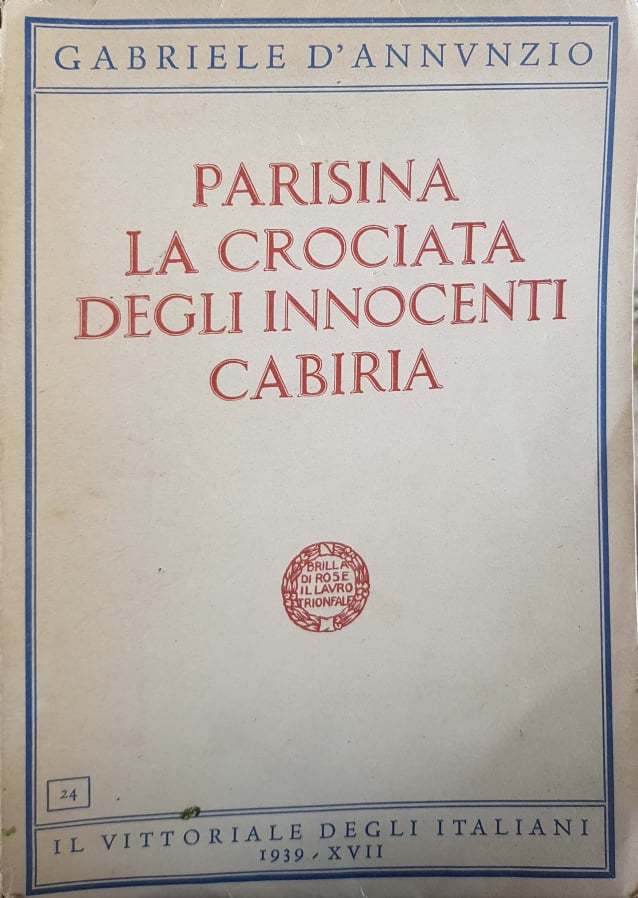 GABRIELE D'ANNVNZIO
PARISINA
LA CROCIATA
DEGLI INNOCENTI
CABIRIA
BRILLA
DI ROSE
IL LAVRO
TRIONFALE
24
IL VITTORIALE DEGLI ITALIANI
1939 , XVII